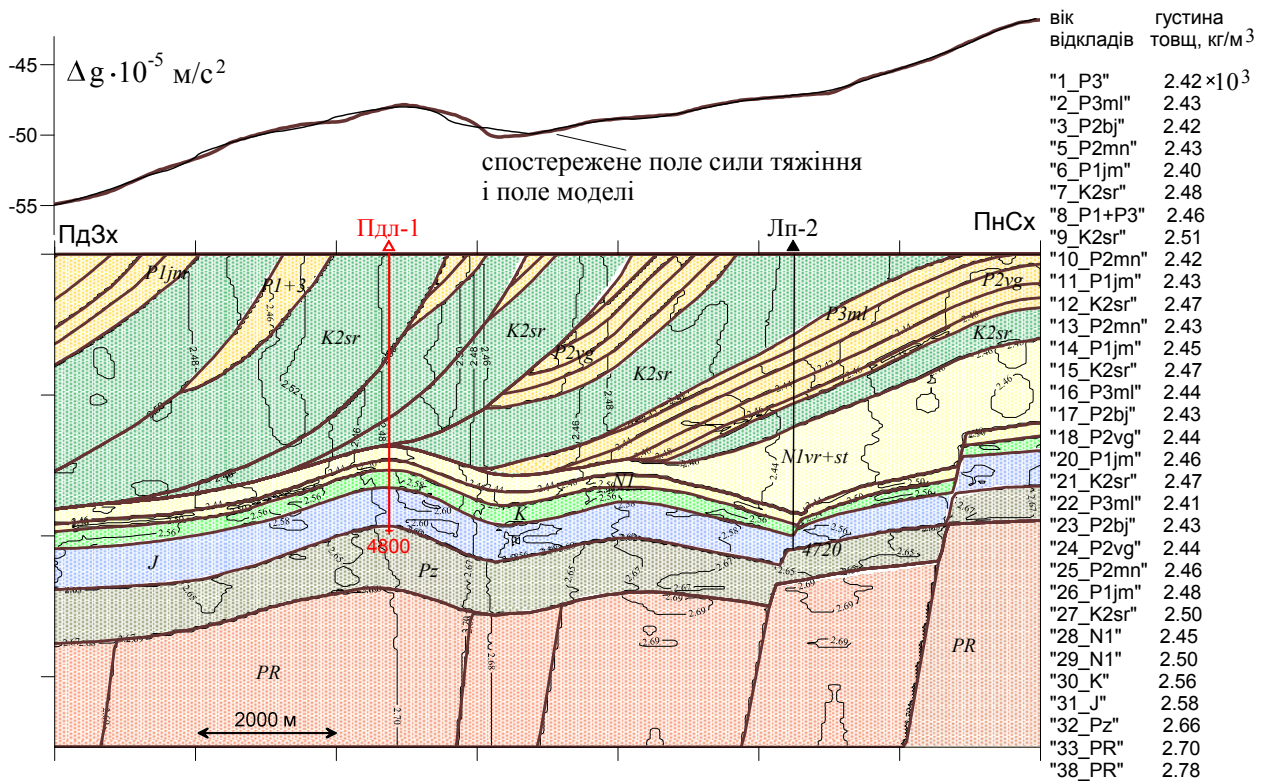 -45
-50
-55
Δg·10⁻⁵ м/с²
спостережене поле сили тяжіння
і поле моделі
ПдЗх
Пдл-1
Лп-2
ПнСх
P1jm
P1+3
K2sr
K2sr
P2vg
K2sr
P3ml
P2vg
K2sr
N1vr+st
N1
K
J
Pz
PR
PR
4800
4720
2000 м
вік густина
відкладів товщ, кг/м³
"1_P3" 2.42 ×10³
"2_P3ml" 2.43
"3_P2bj" 2.42
"5_P2mn" 2.43
"6_P1jm" 2.40
"7_K2sr" 2.48
"8_P1+P3" 2.46
"9_K2sr" 2.51
"10_P2mn" 2.42
"11_P1jm" 2.43
"12_K2sr" 2.47
"13_P2mn" 2.43
"14_P1jm" 2.45
"15_K2sr" 2.47
"16_P3ml" 2.44
"17_P2bj" 2.43
"18_P2vg" 2.44
"20_P1jm" 2.46
"21_K2sr" 2.47
"22_P3ml" 2.41
"23_P2bj" 2.43
"24_P2vg" 2.44
"25_P2mn" 2.46
"26_P1jm" 2.48
"27_K2sr" 2.50
"28_N1" 2.45
"29_N1" 2.50
"30_K" 2.56
"31_J" 2.58
"32_Pz" 2.66
"33_PR" 2.70
"38_PR" 2.78